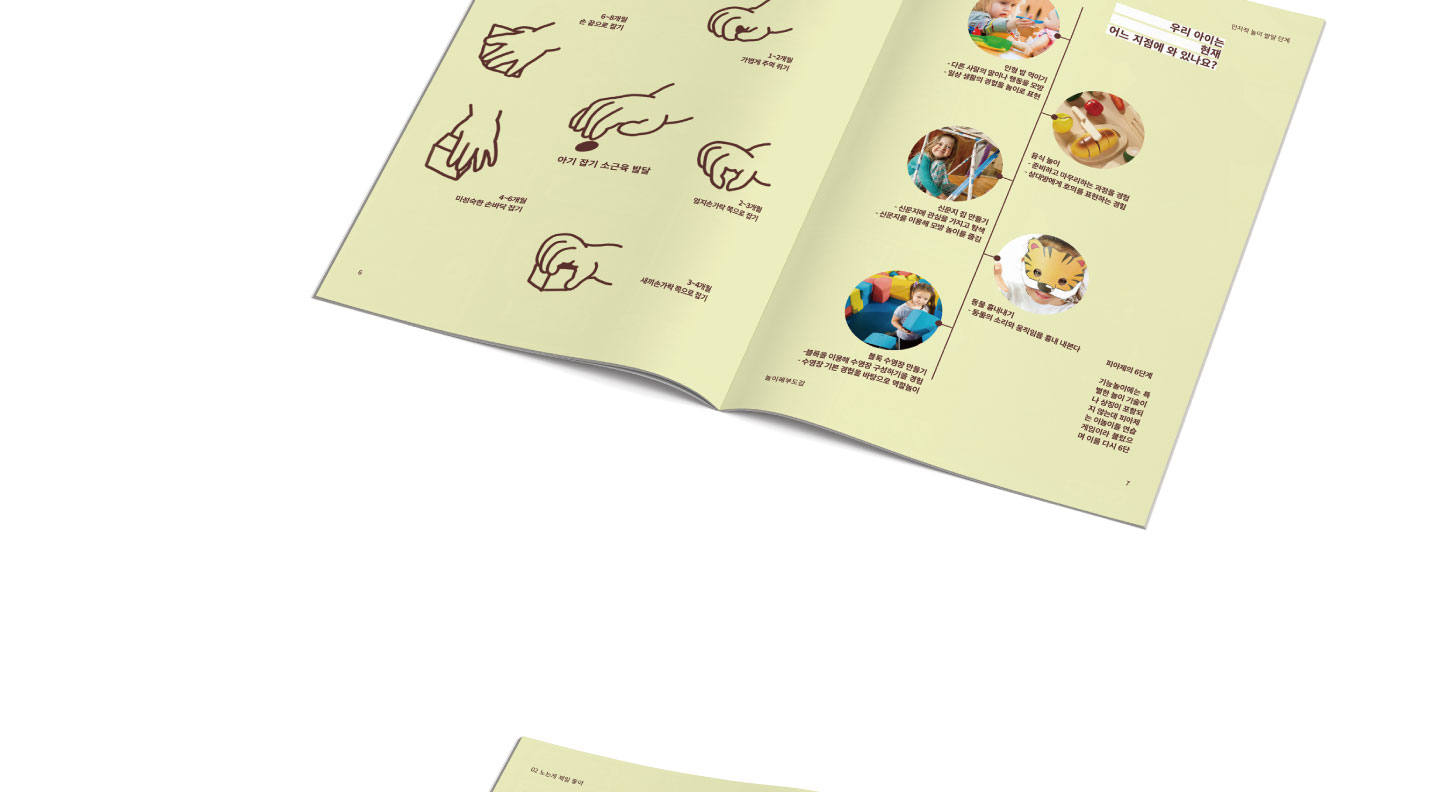 6~8개월
손 끝으로 잡기
1~2개월
가볍게 주먹 쥐기
아기 잡기 소근육 발달
4~6개월
미성숙한 손바닥 잡기
2~3개월
엄지손가락 쪽으로 잡기
3~4개월
새끼손가락 쪽으로 잡기
6
인지적 놀이 발달 단계
우리 아이는
현재
어느 지점에 와 있나요?
인형 밥 먹이기
- 다른 사람의 말이나 행동을 모방
- 일상 생활의 경험을 놀이로 표현
음식 놀이
- 준비하고 마무리하는 과정을 경험
- 상대방에게 호의를 표현하는 경험
신문지 집 만들기
- 신문지에 관심을 가지고 탐색
- 신문지를 이용해 모방 놀이를 즐김
동물 흉내내기
- 동물의 소리와 움직임을 흉내 내본다
블록 수영장 만들기
-블록을 이용해 수영장 구성하기을 경험
- 수영장 기본 경험을 바탕으로 역할놀이
놀이해부도감
피아제의 6단계
기능놀이에는 특
별한 놀이 기술이
나 상징이 포함되
지 않는데 피아제
는 이놀이를 연습
게임이라 불렀으
며 이를 다시 6단
7
02 노는게 제일 좋아